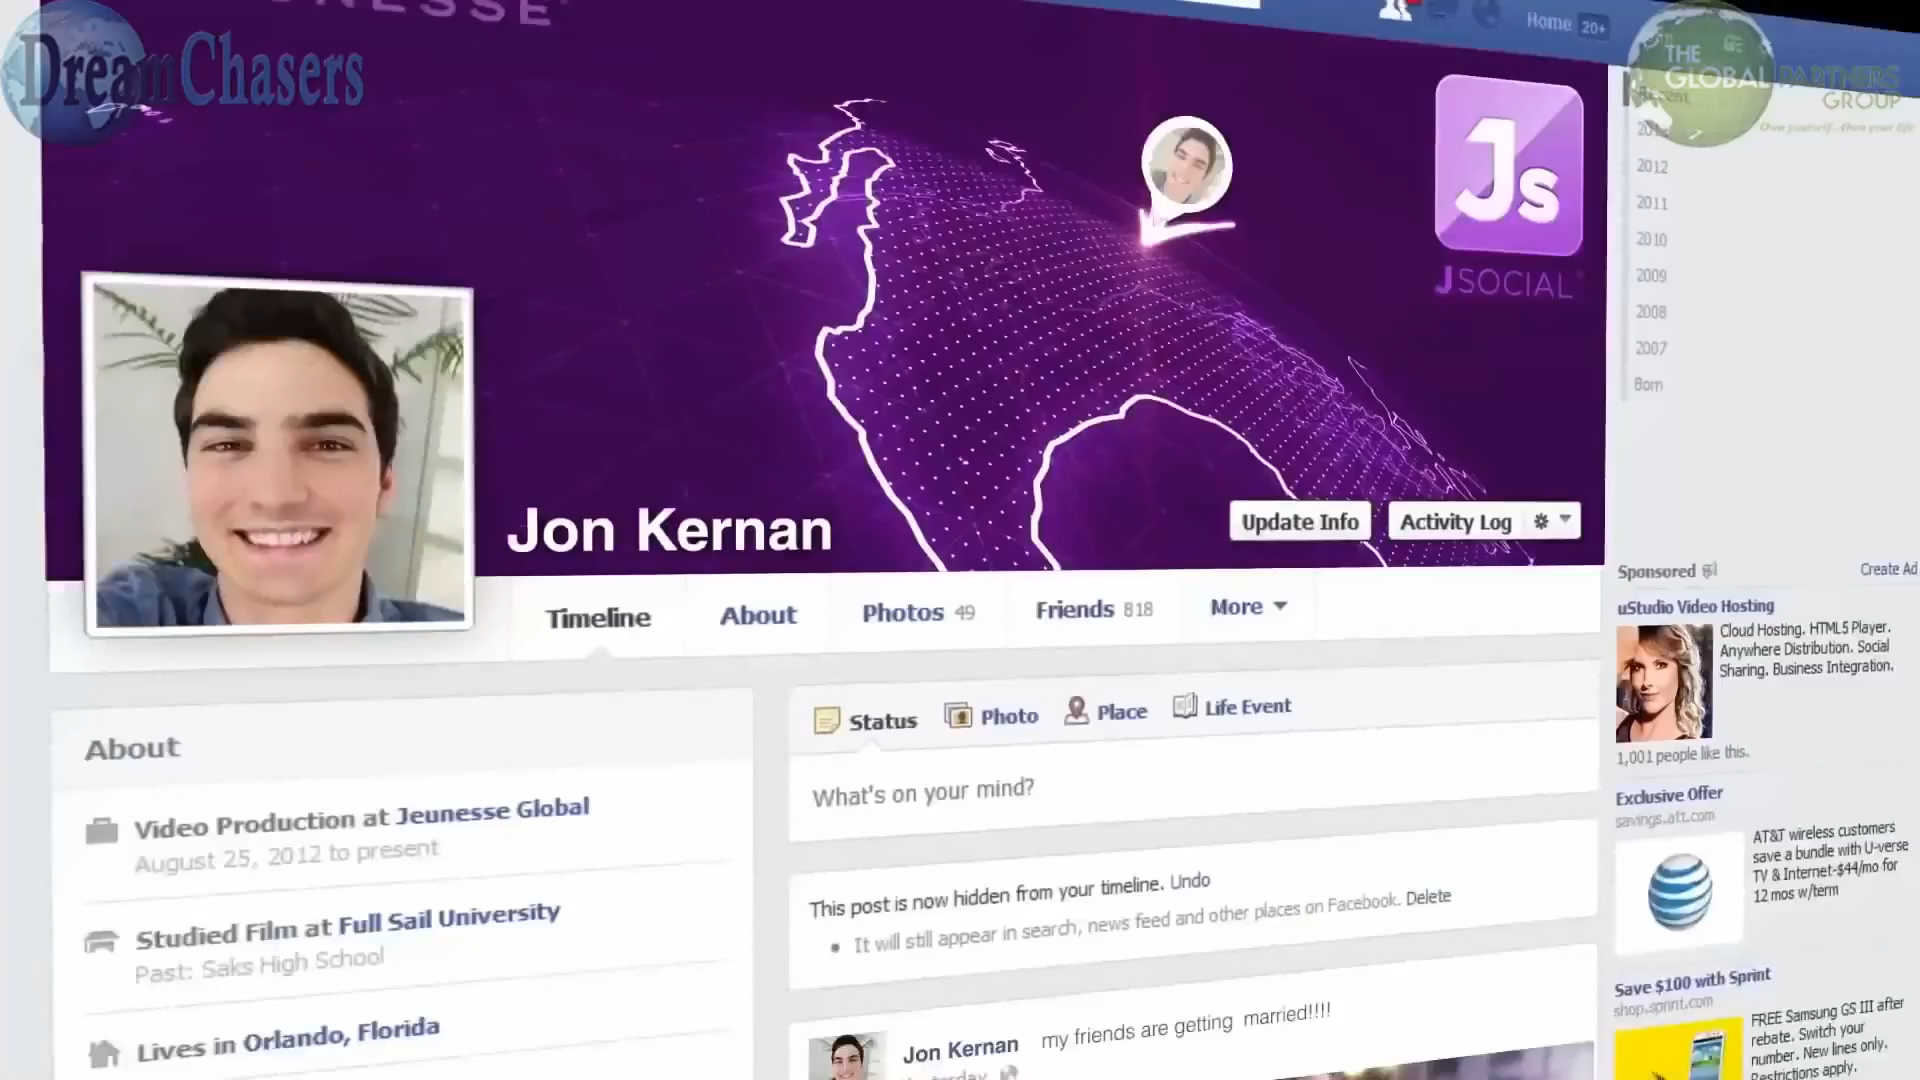 JEUNESSE
Home 20+
DreamChasers
THE
GLOBAL PARTNERS
GROUP
Own yourself...Own your life
Js
JSOCIAL
2012
2011
2010
2009
2008
2007
Born
Jon Kernan
Update Info
Activity Log
Timeline
About
Photos 49
Friends 818
More
About
Video Production at Jeunesse Global
August 25, 2012 to present
Studied Film at Full Sail University
Past: Saks High School
Lives in Orlando, Florida
Status
Photo
Place
Life Event
What's on your mind?
This post is now hidden from your timeline. Undo
• It will still appear in search, news feed and other places on Facebook. Delete
Jon Kernan my friends are getting married!!!!
Sponsored
Create Ad
uStudio Video Hosting
Cloud Hosting. HTML5 Player.
Anywhere Distribution. Social
Sharing. Business Integration.
1,001 people like this.
Exclusive Offer
savings.att.com
AT&T wireless customers
save a bundle with U-verse
TV & Internet-$44/mo for
12 mos w/term
Save $100 with Sprint
shop.sprint.com
FREE Samsung GS III after
rebate. Switch your
number. New lines only.
Restrictions apply.